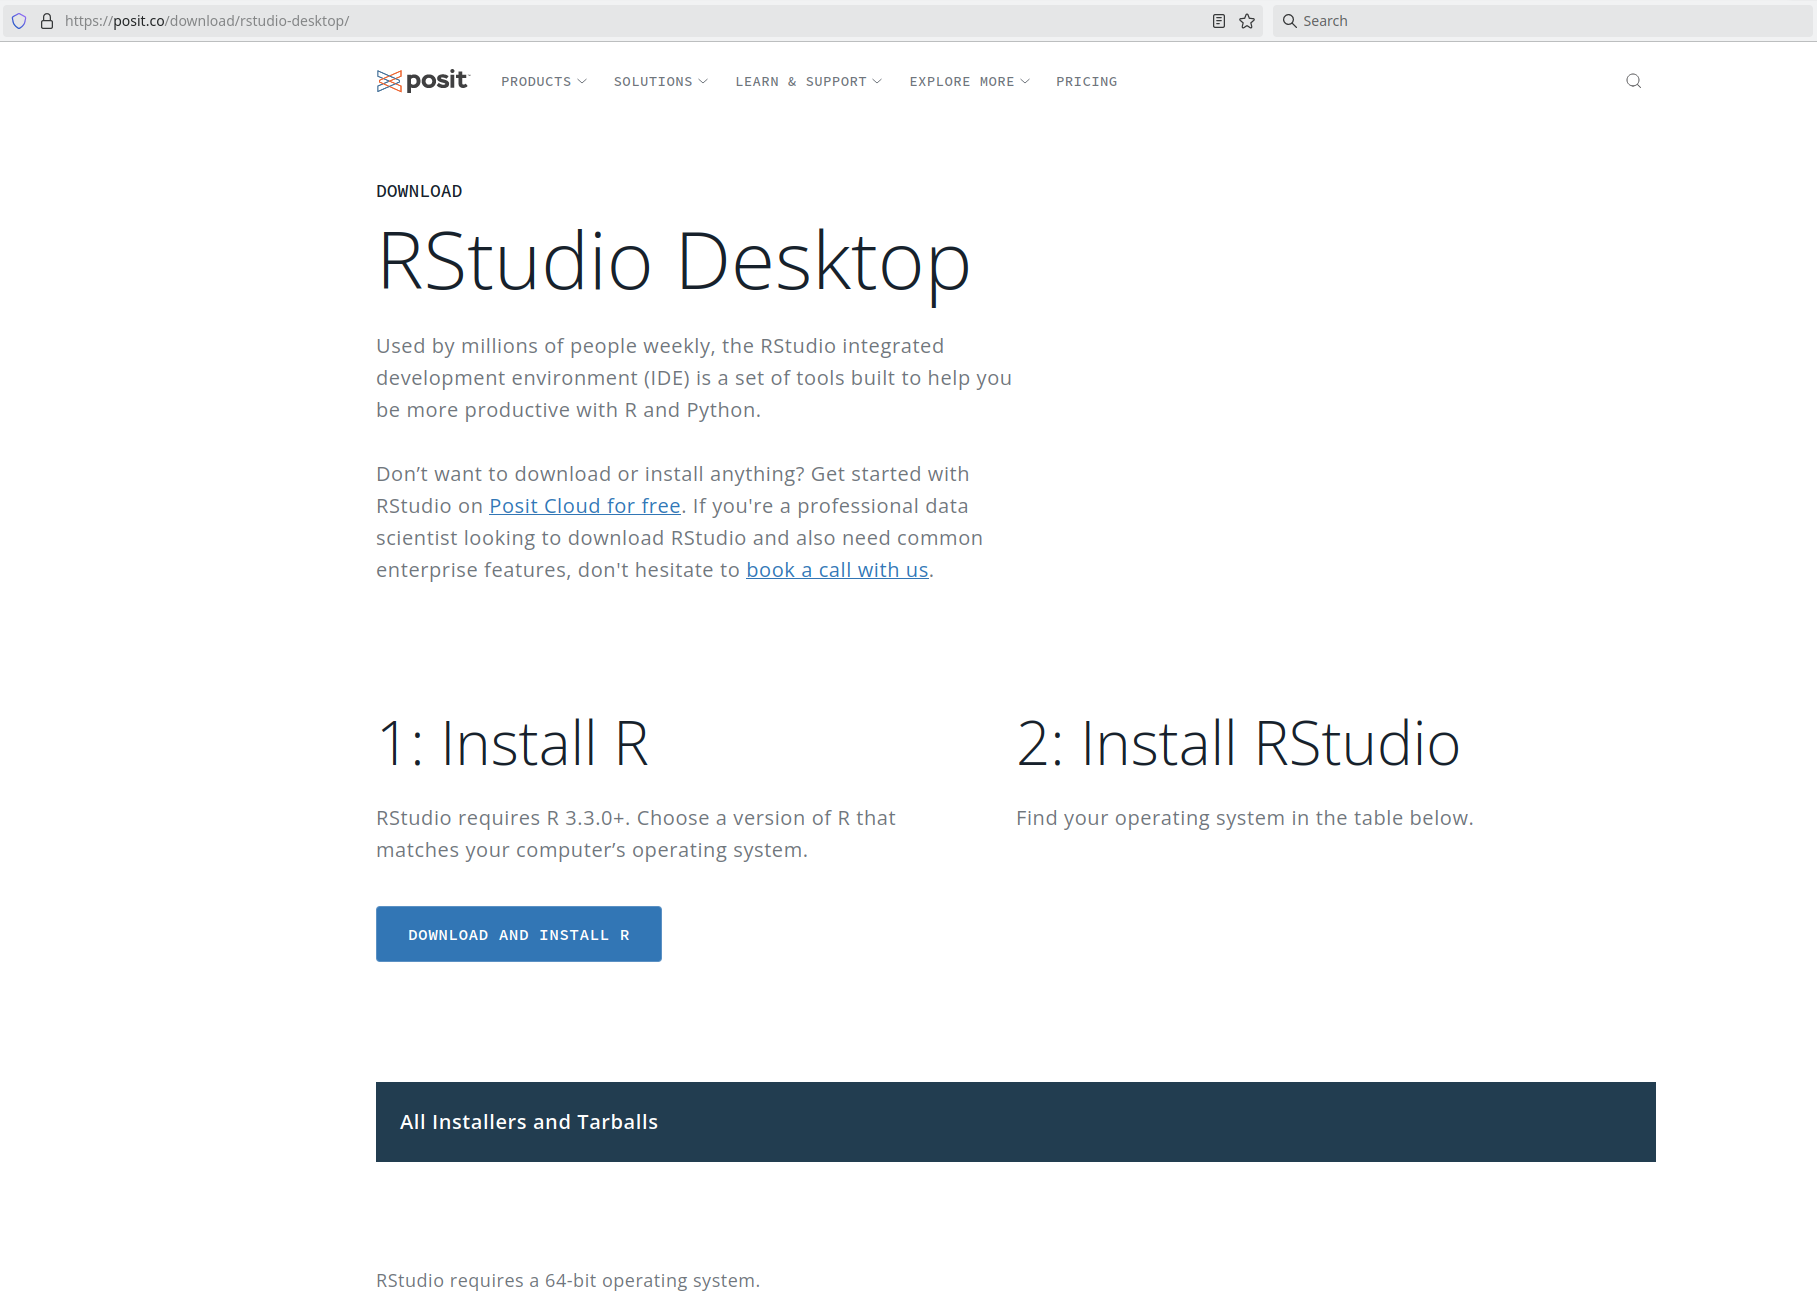 https://posit.co/download/rstudio-desktop/
Search
posit
PRODUCTS
SOLUTIONS
LEARN & SUPPORT
EXPLORE MORE
PRICING
DOWNLOAD
RStudio Desktop
Used by millions of people weekly, the RStudio integrated
development environment (IDE) is a set of tools built to help you
be more productive with R and Python.
Don’t want to download or install anything? Get started with
RStudio on Posit Cloud for free. If you're a professional data
scientist looking to download RStudio and also need common
enterprise features, don't hesitate to book a call with us.
1: Install R
RStudio requires R 3.3.0+. Choose a version of R that
matches your computer’s operating system.
DOWNLOAD AND INSTALL R
2: Install RStudio
Find your operating system in the table below.
All Installers and Tarballs
RStudio requires a 64-bit operating system.